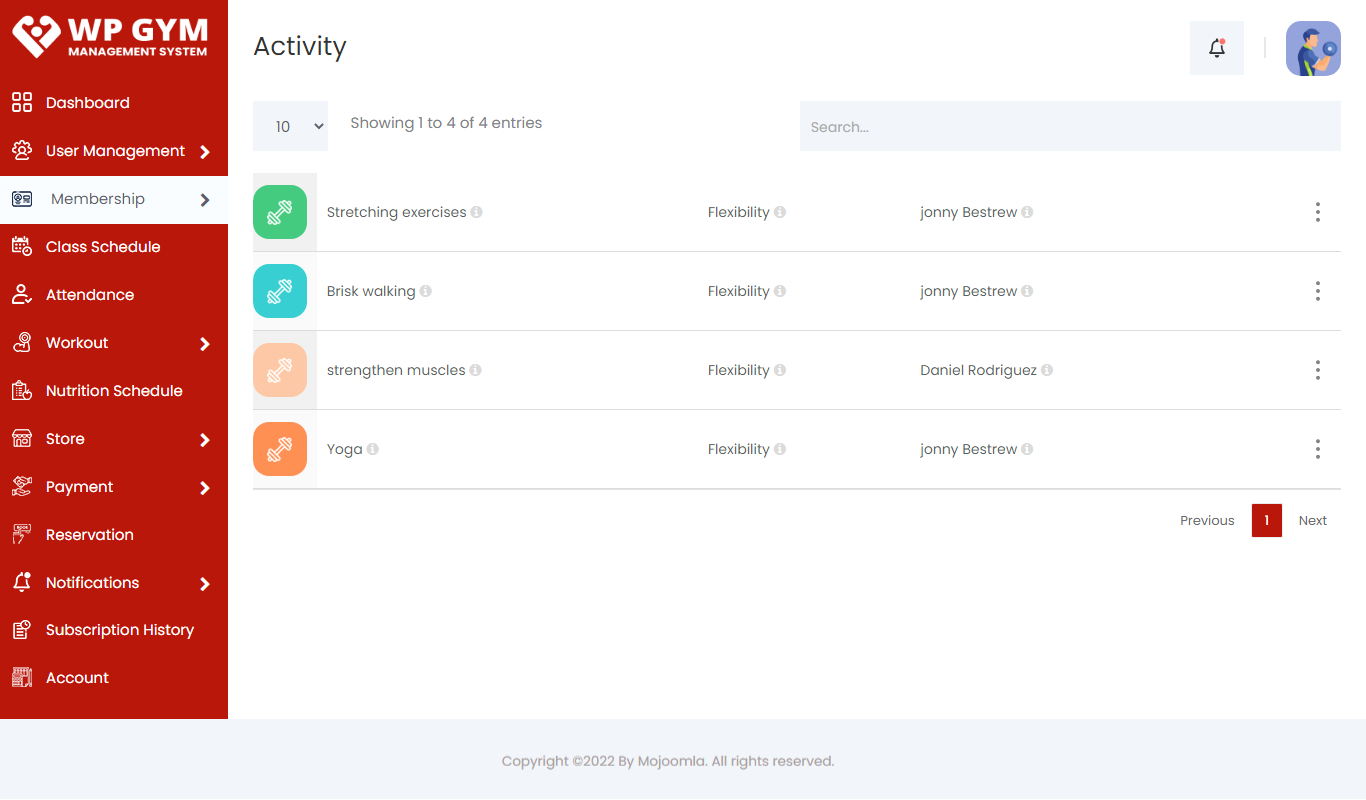 WP GYM
MANAGEMENT SYSTEM
Dashboard
User Management
Membership
Class Schedule
Attendance
Workout
Nutrition Schedule
Store
Payment
Reservation
Notifications
Subscription History
Account
Activity
10
Showing 1 to 4 of 4 entries
Search...
Stretching exercises Flexibility jonny Bestrew
Brisk walking Flexibility jonny Bestrew
strengthen muscles Flexibility Daniel Rodriguez
Yoga Flexibility jonny Bestrew
Previous 1 Next
Copyright ©2022 By Mojoomla. All rights reserved.